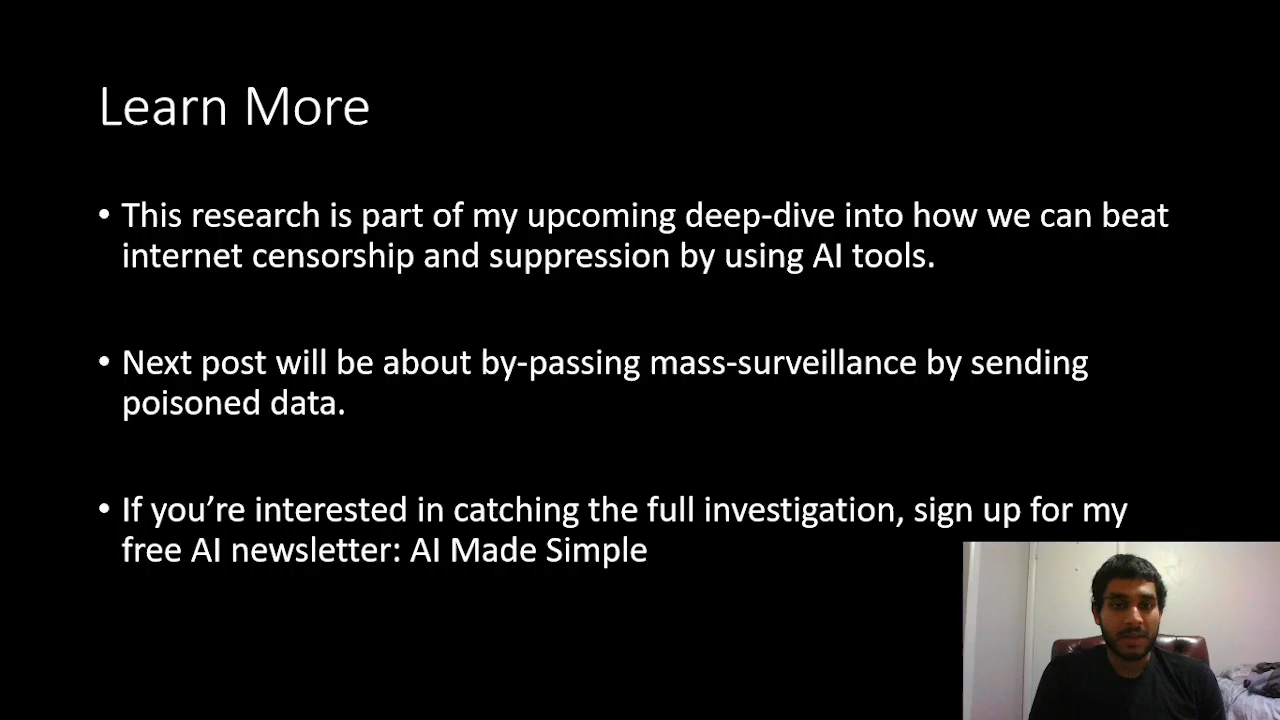 Learn More
• This research is part of my upcoming deep-dive into how we can beat
internet censorship and suppression by using AI tools.
• Next post will be about by-passing mass-surveillance by sending
poisoned data.
• If you’re interested in catching the full investigation, sign up for my
free AI newsletter: AI Made Simple